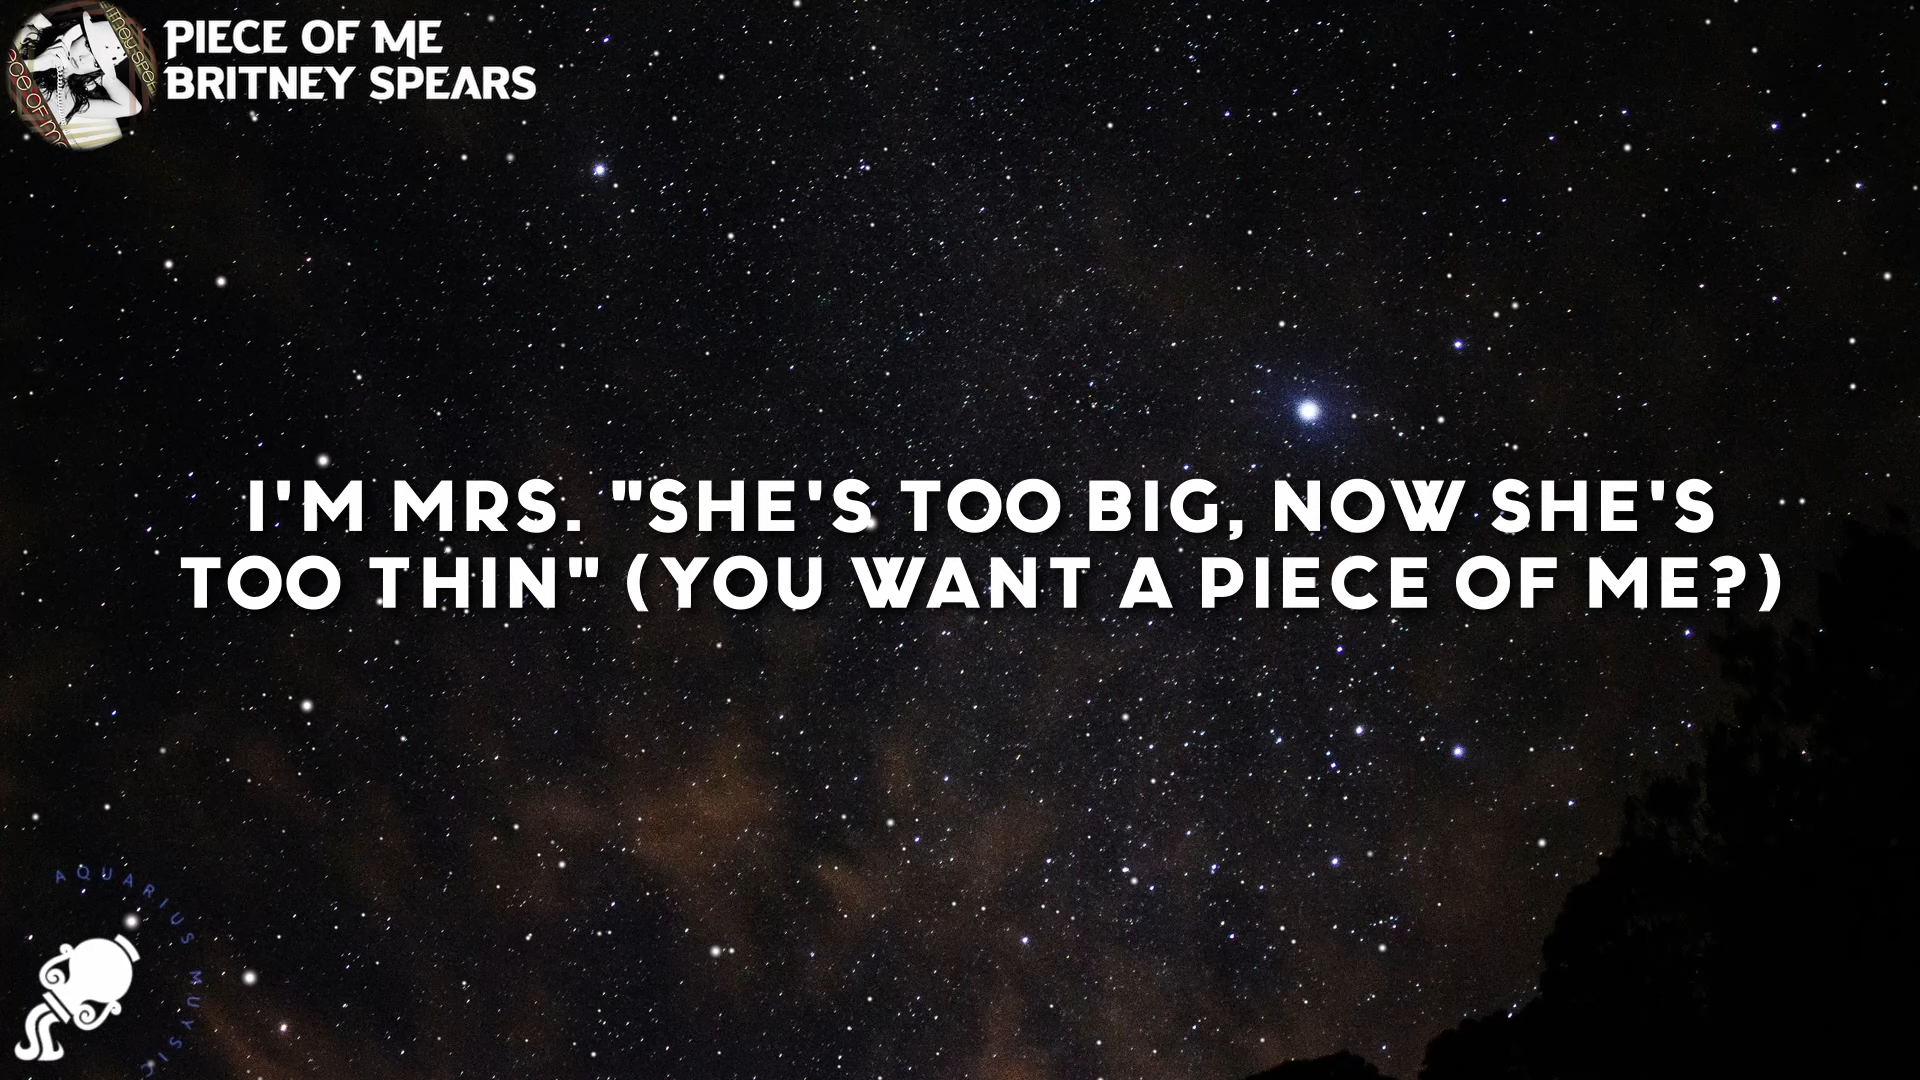 PIECE OF ME
BRITNEY SPEARS
I'M MRS. "SHE'S TOO BIG, NOW SHE'S
TOO THIN" (YOU WANT A PIECE OF ME?)
AQUARIUS MUYSIC